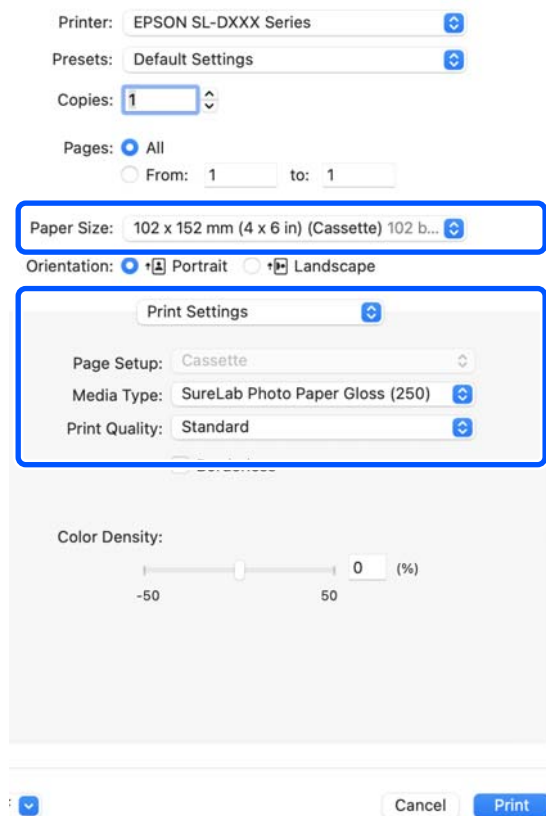 Printer: EPSON SL-DXXX Series
Presets: Default Settings
Copies: 1
Pages: All
From: 1 to: 1
Paper Size: 102 x 152 mm (4 x 6 in) (Cassette) 102 b...
Orientation: Portrait Landscape
Print Settings
Page Setup: Cassette
Media Type: SureLab Photo Paper Gloss (250)
Print Quality: Standard
Color Density:
0 (%)
-50 50
Cancel Print